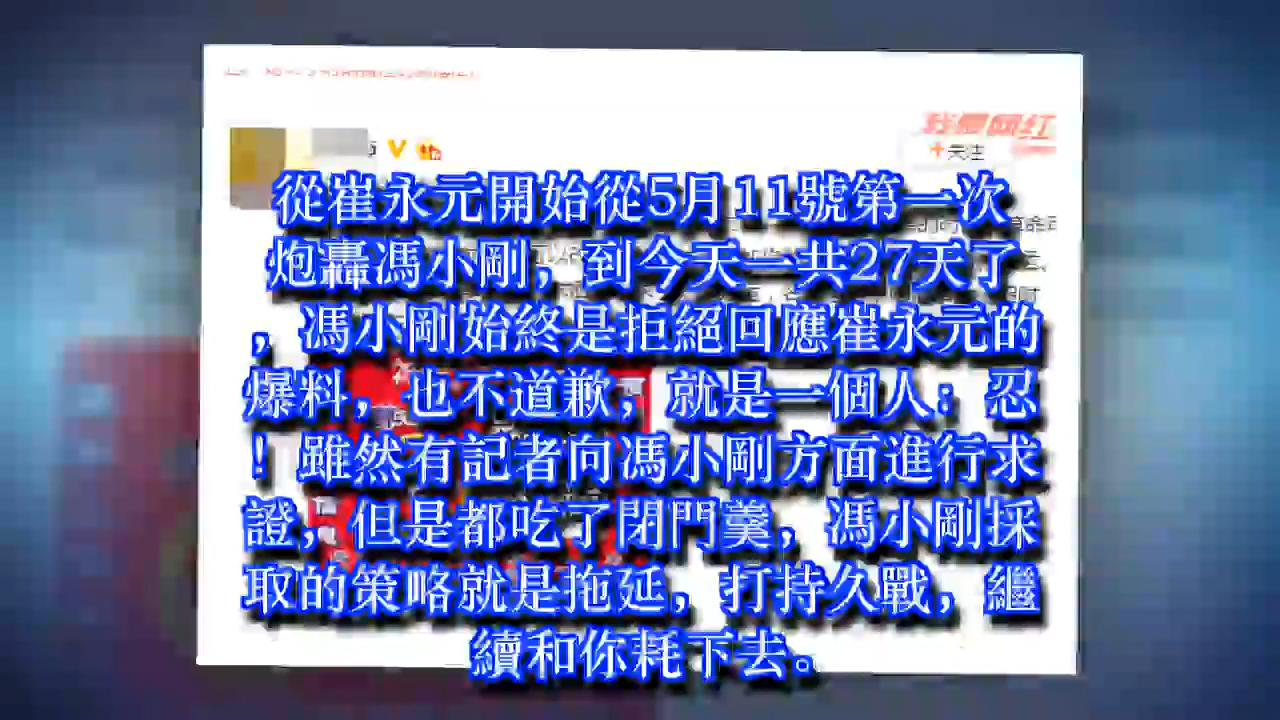 我是网红
+关注
從崔永元開始從5月11號第一次
炮轟馮小剛，到今天一共27天了
，馮小剛始終是拒絕回應崔永元的
爆料，也不道歉，就是一個人：忍
！雖然有記者向馮小剛方面進行求
證，但是都吃了閉門羹，馮小剛採
取的策略就是拖延，打持久戰，繼
續和你耗下去。